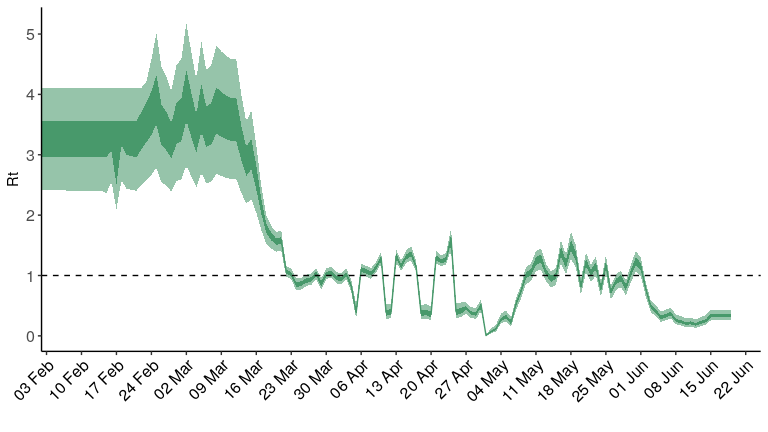 Rt
5
4
3
2
1
0
03 Feb
10 Feb
17 Feb
24 Feb
02 Mar
09 Mar
16 Mar
23 Mar
30 Mar
06 Apr
13 Apr
20 Apr
27 Apr
04 May
11 May
18 May
25 May
01 Jun
08 Jun
15 Jun
22 Jun